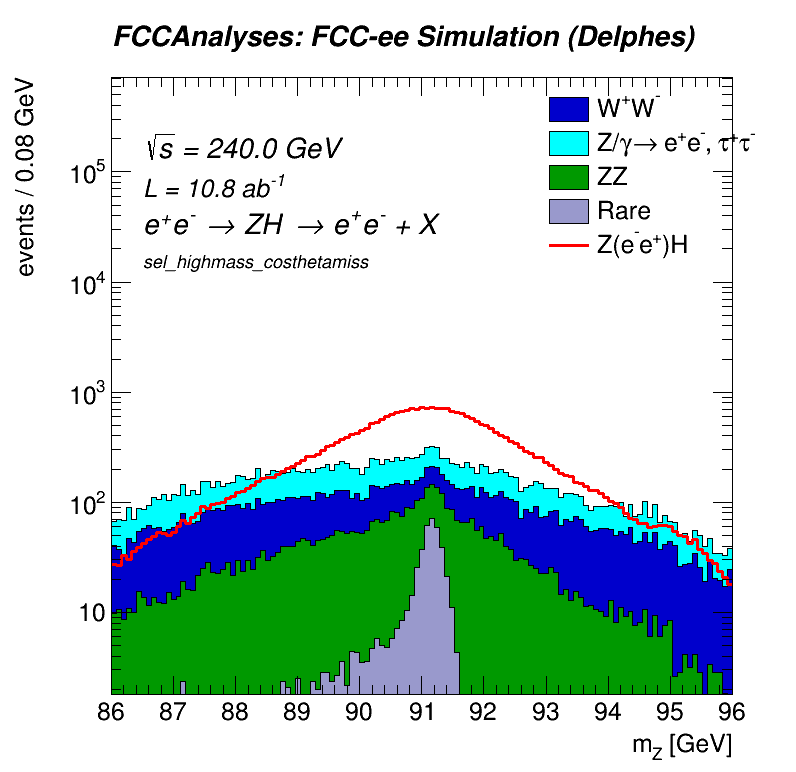 FCCAnalyses: FCC-ee Simulation (Delphes)
events / 0.08 GeV
√s = 240.0 GeV
L = 10.8 ab⁻¹
e⁺e⁻ → ZH → e⁺e⁻ + X
sel_highmass_costhetamiss
W⁺W⁻
Z/γ→ e⁺e⁻, τ⁺τ⁻
ZZ
Rare
Z(e⁻e⁺)H
10⁵
10⁴
10³
10²
10
86 87 88 89 90 91 92 93 94 95 96
m_Z [GeV]